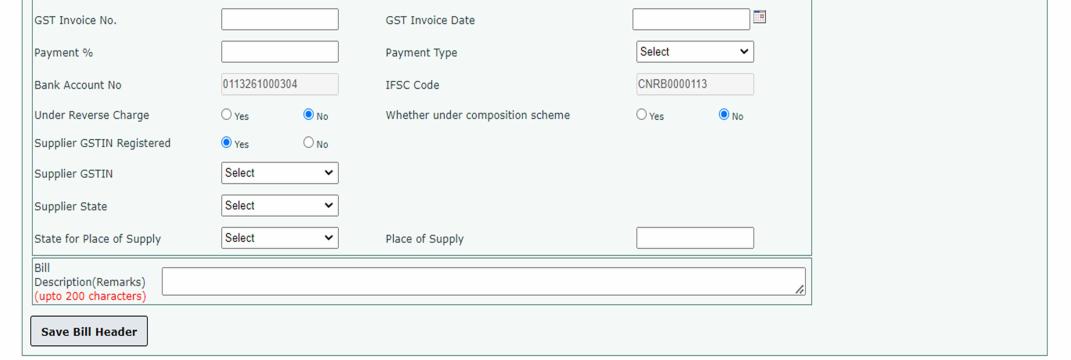 GST Invoice No. GST Invoice Date
Payment % Payment Type Select
Bank Account No 0113261000304 IFSC Code CNRB0000113
Under Reverse Charge Yes No Whether under composition scheme Yes No
Supplier GSTIN Registered Yes No
Supplier GSTIN Select
Supplier State Select
State for Place of Supply Select Place of Supply
Bill
Description(Remarks)
(upto 200 characters)
Save Bill Header